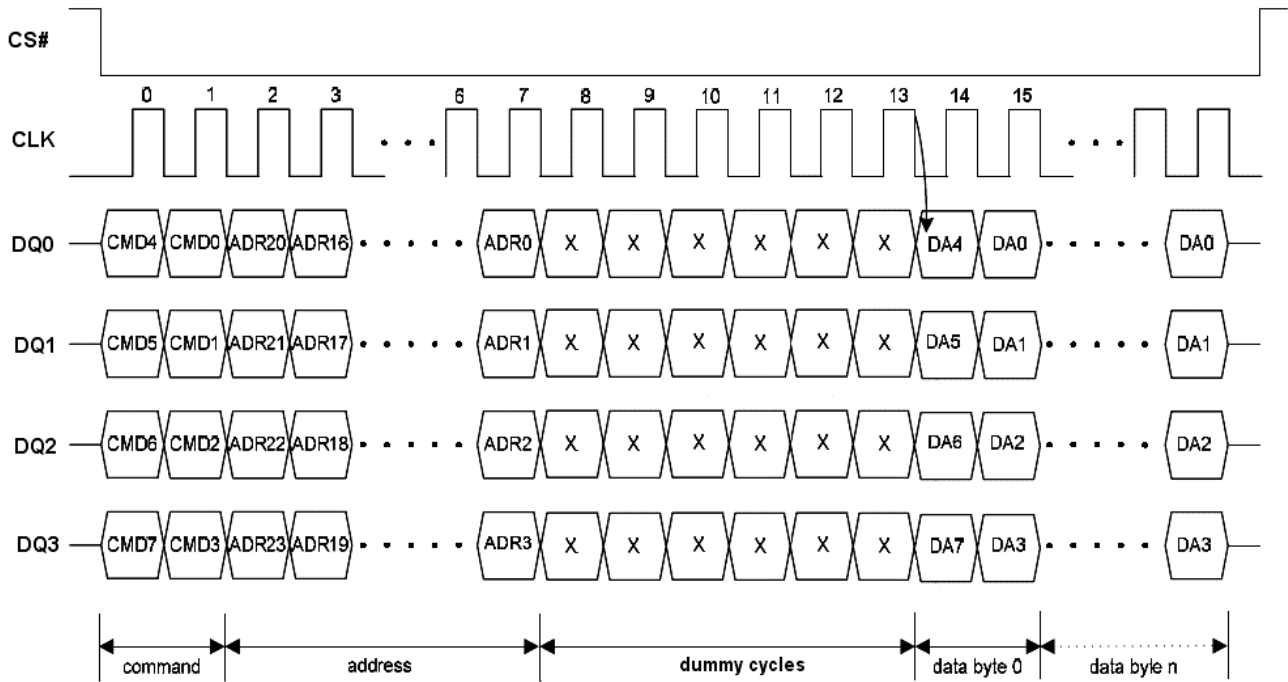 CS#
0 1 2 3 6 7 8 9 10 11 12 13 14 15
CLK
DQ0 CMD4 CMD0 ADR20 ADR16 ADR0 X X X X X X DA4 DA0 DA0
DQ1 CMD5 CMD1 ADR21 ADR17 ADR1 X X X X X X DA5 DA1 DA1
DQ2 CMD6 CMD2 ADR22 ADR18 ADR2 X X X X X X DA6 DA2 DA2
DQ3 CMD7 CMD3 ADR23 ADR19 ADR3 X X X X X X DA7 DA3 DA3
command address dummy cycles data byte 0 data byle n